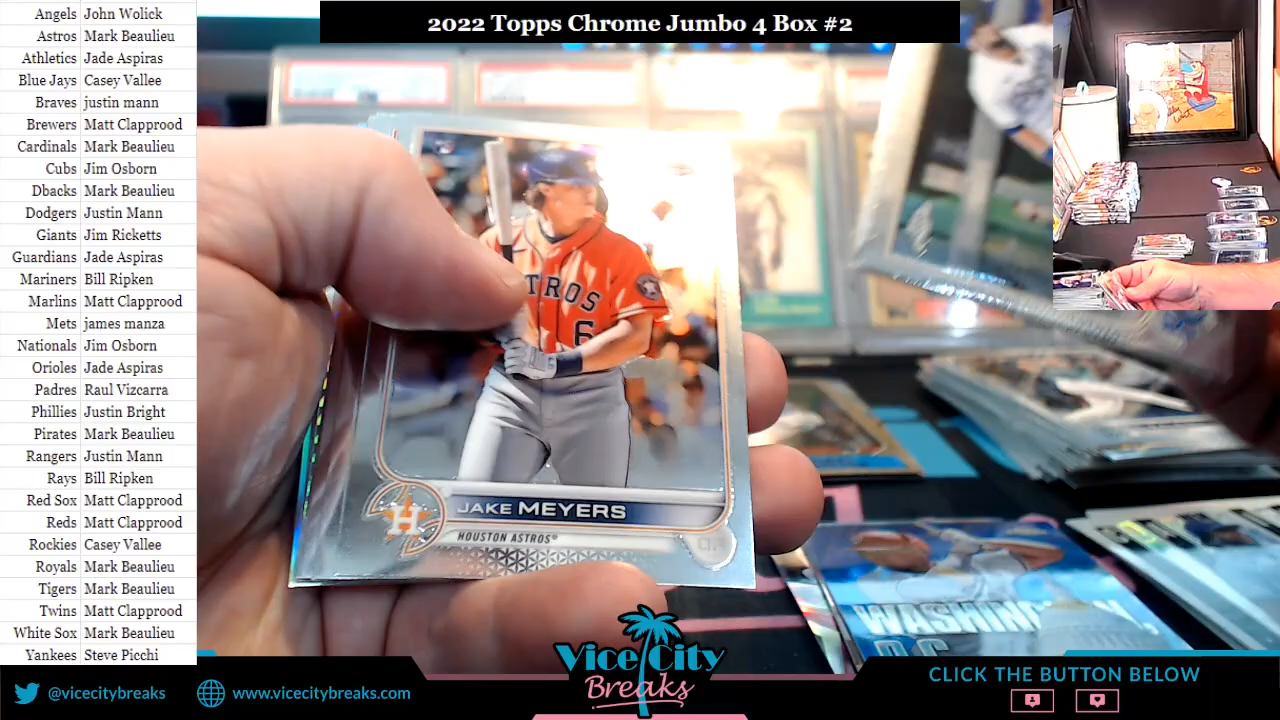 2022 Topps Chrome Jumbo 4 Box #2
Angels John Wolick
Astros Mark Beaulieu
Athletics Jade Aspiras
Blue Jays Casey Vallee
Braves justin mann
Brewers Matt Clapprood
Cardinals Mark Beaulieu
Cubs Jim Osborn
Dbacks Mark Beaulieu
Dodgers Justin Mann
Giants Jim Ricketts
Guardians Jade Aspiras
Mariners Bill Ripken
Marlins Matt Clapprood
Mets james manza
Nationals Jim Osborn
Orioles Jade Aspiras
Padres Raul Vizcarra
Phillies Justin Bright
Pirates Mark Beaulieu
Rangers Justin Mann
Rays Bill Ripken
Red Sox Matt Clapprood
Reds Matt Clapprood
Rockies Casey Vallee
Royals Mark Beaulieu
Tigers Mark Beaulieu
Twins Matt Clapprood
White Sox Mark Beaulieu
Yankees Steve Picchi
TROS
6
JAKE MEYERS
HOUSTON ASTROS
H
@vicecitybreaks
www.vicecitybreaks.com
Vice City
Breaks
CLICK THE BUTTON BELOW